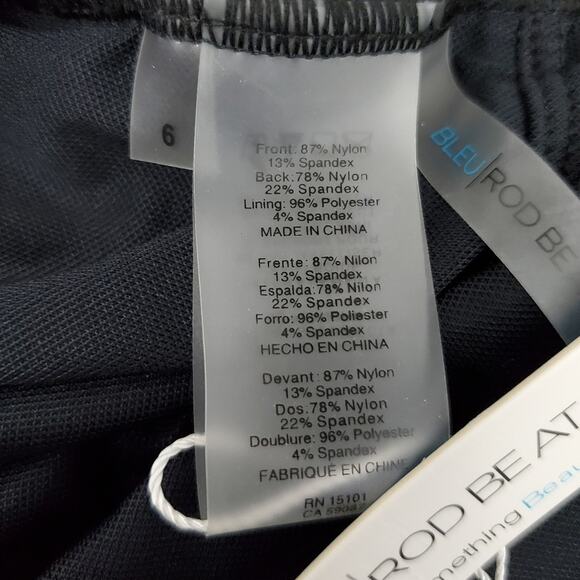 6
Front: 87% Nylon
13% Spandex
Back:78% Nylon
22% Spandex
Lining: 96% Polyester
4% Spandex
MADE IN CHINA
Frente: 87% Nilon
13% Spandex
Espalda:78% Nilon
22% Spandex
Forro: 96% Poliester
4% Spandex
HECHO EN CHINA
Devant: 87% Nylon
13% Spandex
Dos:78% Nylon
22% Spandex
Doublure: 96% Polyester
4% Spandex
FABRIQUÉ EN CHINE
RN 15101
CA
BLEU|ROD BE
ROD BE AT
mething Beau